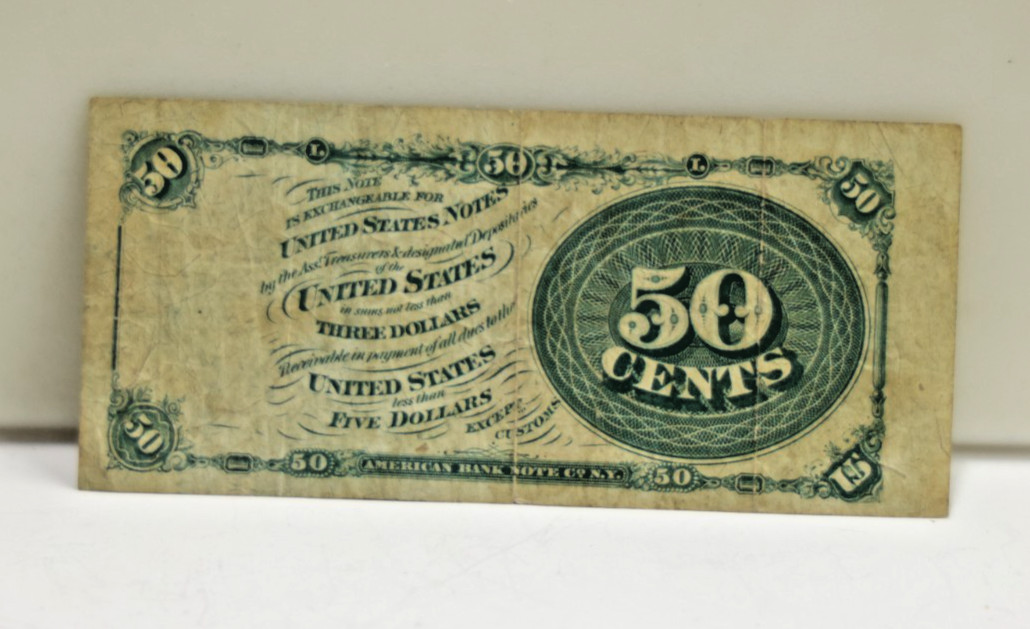 50 L 50 L 50
THIS NOTE
IS EXCHANGEABLE FOR
UNITED STATES NOTES
by the Asst. Treasurers & designated Depositaries
of the
UNITED STATES
in sums not less than
THREE DOLLARS
Receivable in payment of all dues to the
UNITED STATES
less than
FIVE DOLLARS
EXCEPT
CUSTOMS
50
CENTS
50 50 AMERICAN BANK NOTE CO. N.Y. 50 US